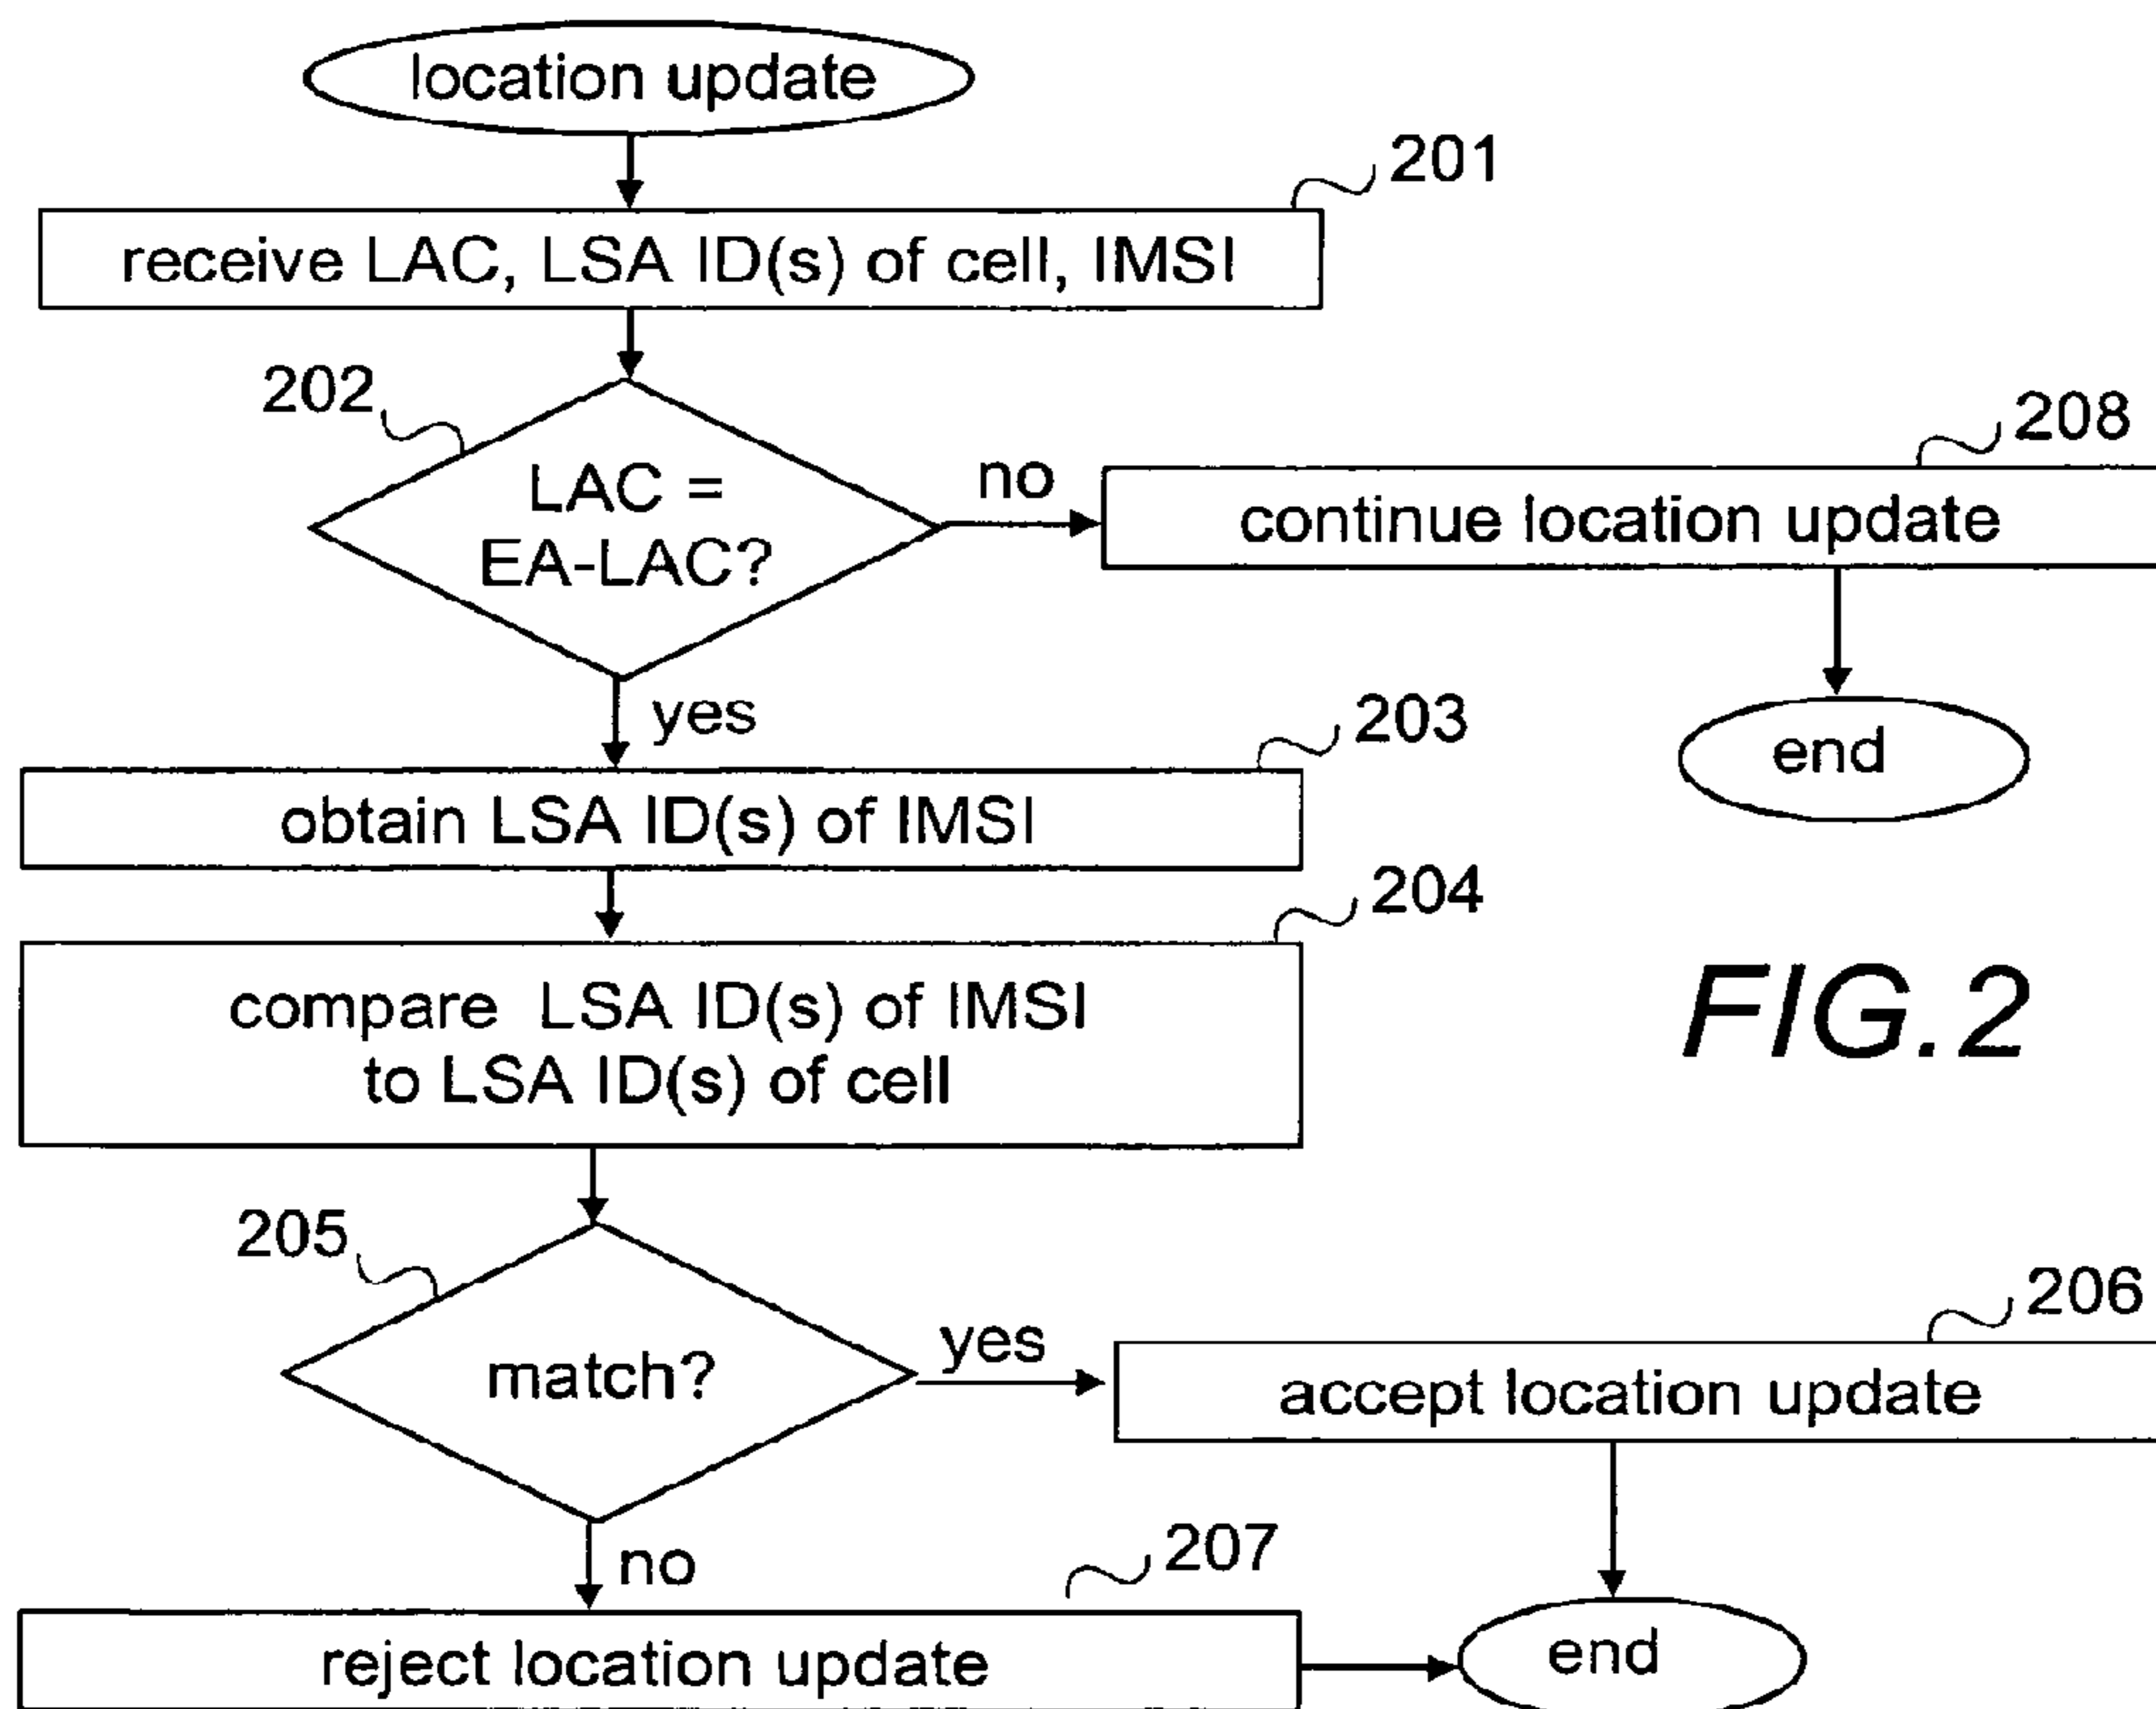 location update
201
receive LAC, LSA ID(s) of cell, IMSI
202
LAC =
EA-LAC?
no
208
continue location update
yes
end
203
obtain LSA ID(s) of IMSI
204
compare LSA ID(s) of IMSI
to LSA ID(s) of cell
FIG.2
205
match?
yes
206
accept location update
no
207
reject location update
end